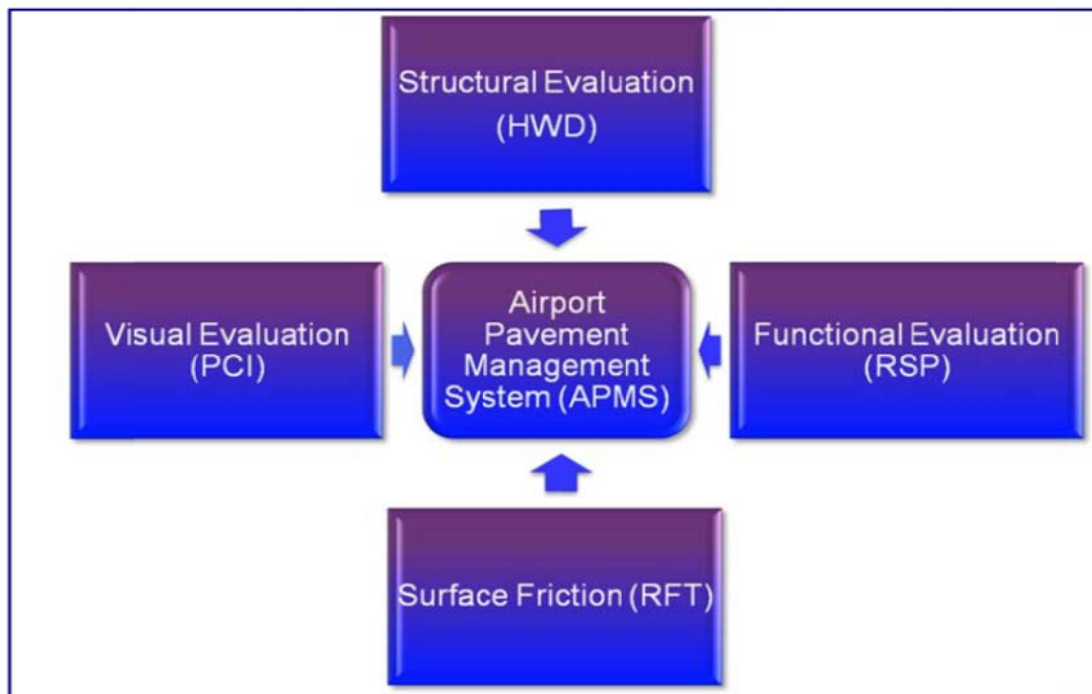 Structural Evaluation
(HWD)
Visual Evaluation
(PCI)
Airport
Pavement
Management
System (APMS)
Functional Evaluation
(RSP)
Surface Friction (RFT)